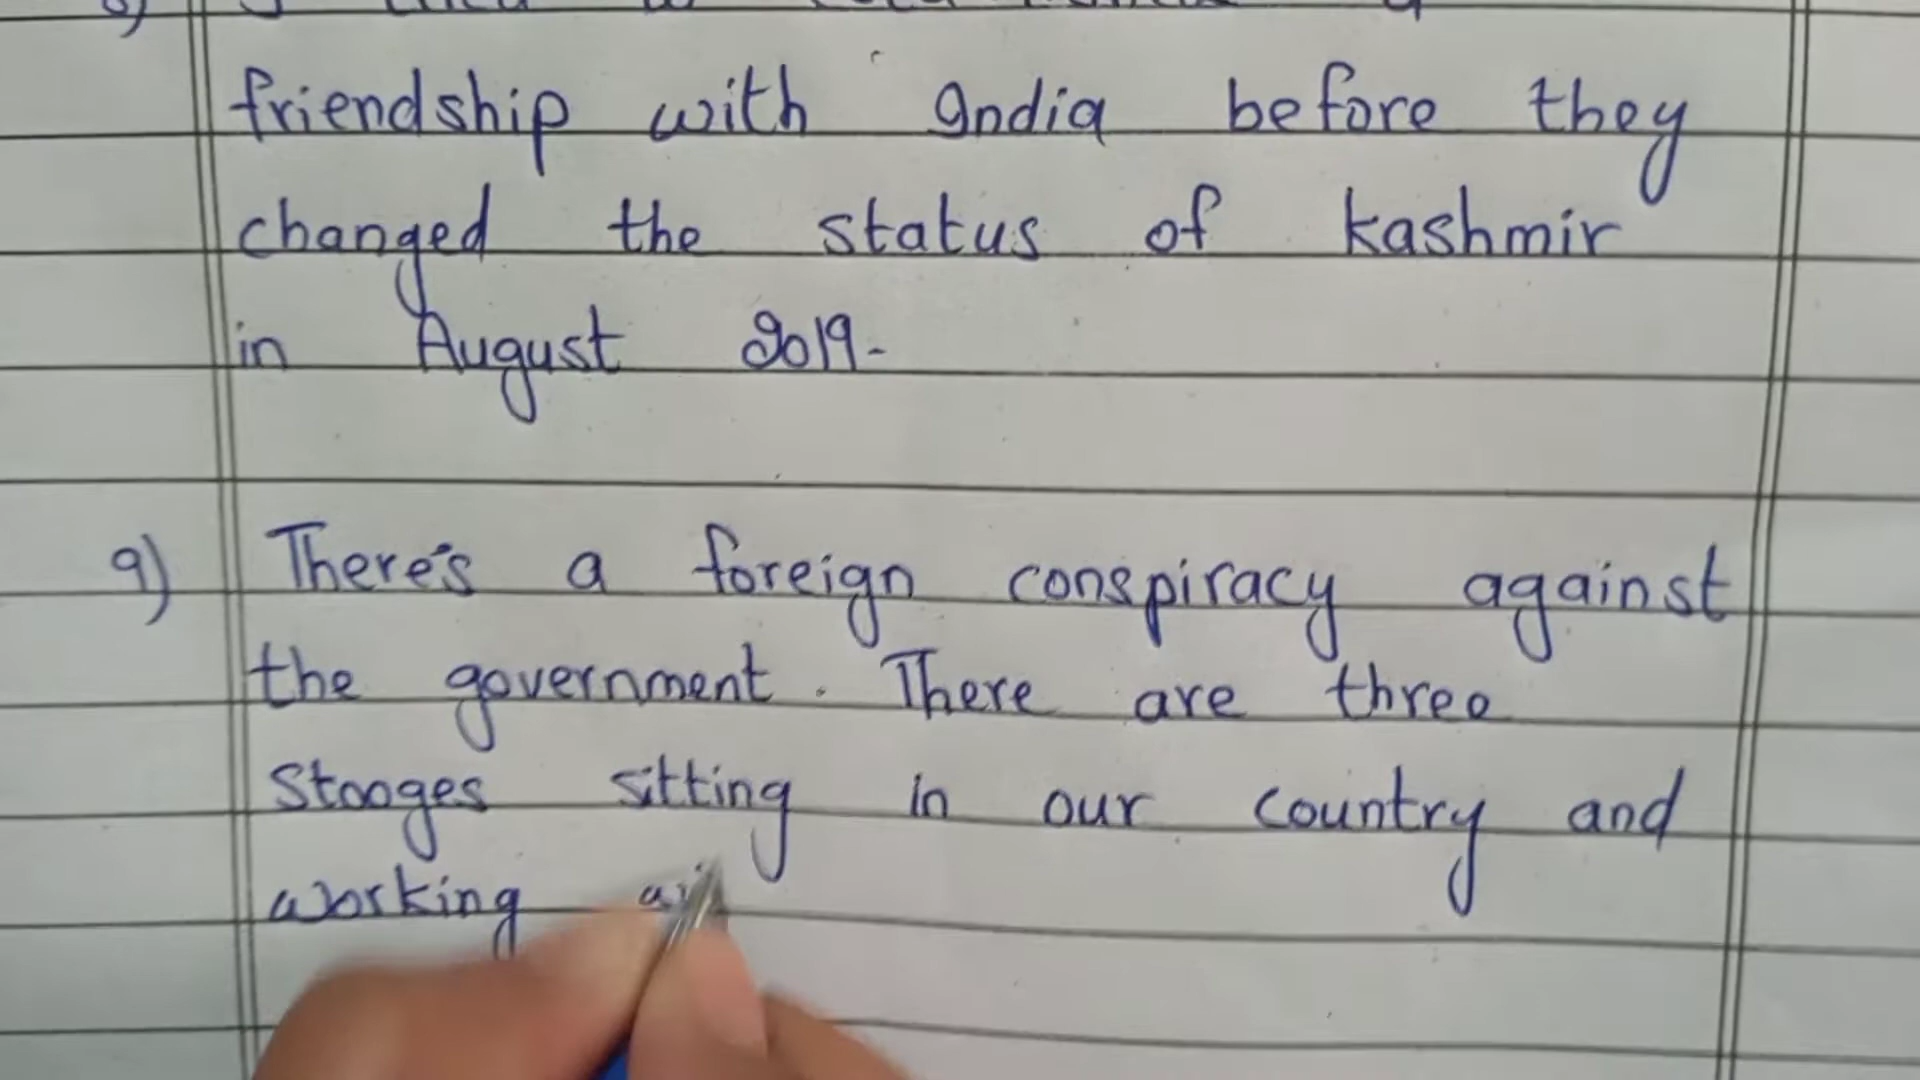 friendship with India before they
changed the status of kashmir
in August 2019-
9) There's a foreign conspiracy against
the government. There are three
Stooges sitting in our country and
working